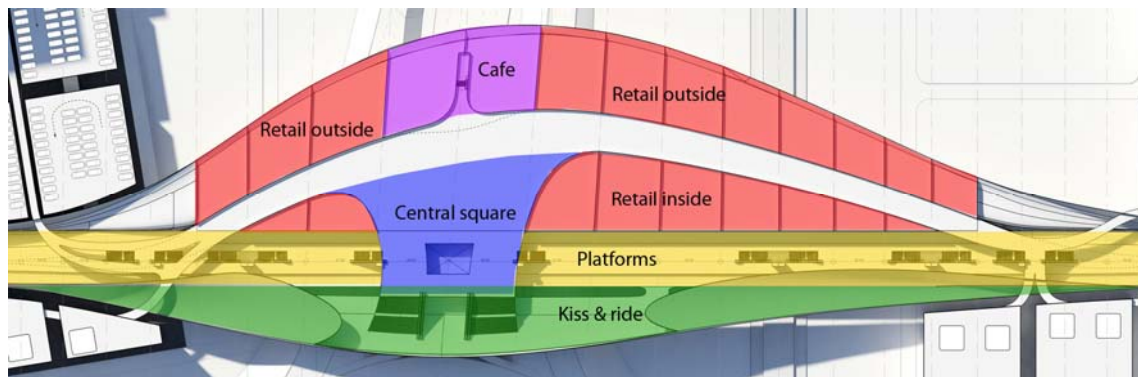 Cafe
Retail outside
Retail outside
Retail inside
Central square
Platforms
Kiss & ride